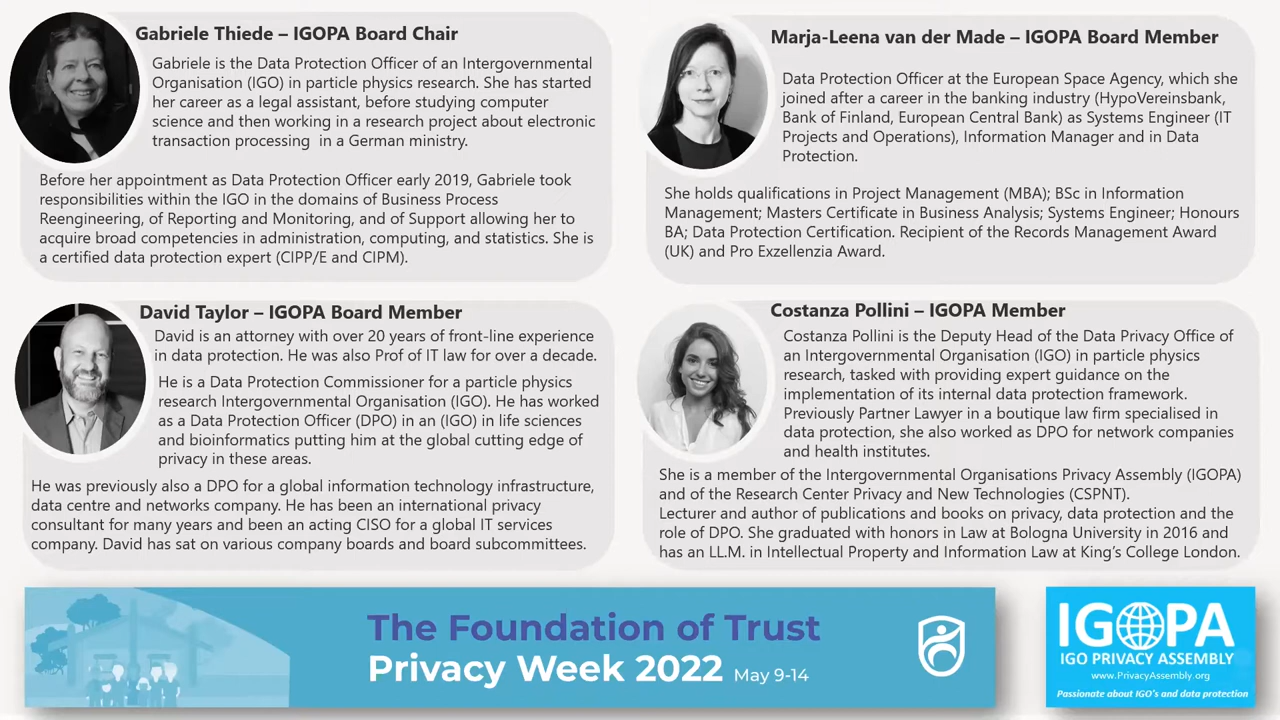 Gabriele Thiede – IGOPA Board Chair
Gabriele is the Data Protection Officer of an Intergovernmental
Organisation (IGO) in particle physics research. She has started
her career as a legal assistant, before studying computer
science and then working in a research project about electronic
transaction processing  in a German ministry.
Before her appointment as Data Protection Officer early 2019, Gabriele took
responsibilities within the IGO in the domains of Business Process
Reengineering, of Reporting and Monitoring, and of Support allowing her to
acquire broad competencies in administration, computing, and statistics. She is
a certified data protection expert (CIPP/E and CIPM).
Marja-Leena van der Made – IGOPA Board Member
Data Protection Officer at the European Space Agency, which she
joined after a career in the banking industry (HypoVereinsbank,
Bank of Finland, European Central Bank) as Systems Engineer (IT
Projects and Operations), Information Manager and in Data
Protection.
She holds qualifications in Project Management (MBA); BSc in Information
Management; Masters Certificate in Business Analysis; Systems Engineer; Honours
BA; Data Protection Certification. Recipient of the Records Management Award
(UK) and Pro Exzellenzia Award.
David Taylor – IGOPA Board Member
David is an attorney with over 20 years of front-line experience
in data protection. He was also Prof of IT law for over a decade.
He is a Data Protection Commissioner for a particle physics
research Intergovernmental Organisation (IGO). He has worked
as a Data Protection Officer (DPO) in an (IGO) in life sciences
and bioinformatics putting him at the global cutting edge of
privacy in these areas.
He was previously also a DPO for a global information technology infrastructure,
data centre and networks company. He has been an international privacy
consultant for many years and been an acting CISO for a global IT services
company. David has sat on various company boards and board subcommittees.
Costanza Pollini – IGOPA Member
Costanza Pollini is the Deputy Head of the Data Privacy Office of
an Intergovernmental Organisation (IGO) in particle physics
research, tasked with providing expert guidance on the
implementation of its internal data protection framework.
Previously Partner Lawyer in a boutique law firm specialised in
data protection, she also worked as DPO for network companies
and health institutes.
She is a member of the Intergovernmental Organisations Privacy Assembly (IGOPA)
and of the Research Center Privacy and New Technologies (CSPNT).
Lecturer and author of publications and books on privacy, data protection and the
role of DPO. She graduated with honors in Law at Bologna University in 2016 and
has an LL.M. in Intellectual Property and Information Law at King's College London.
The Foundation of Trust
Privacy Week 2022 May 9-14
IGOPA
IGO PRIVACY ASSEMBLY
www.PrivacyAssembly.org
Passionate about IGO's and data protection